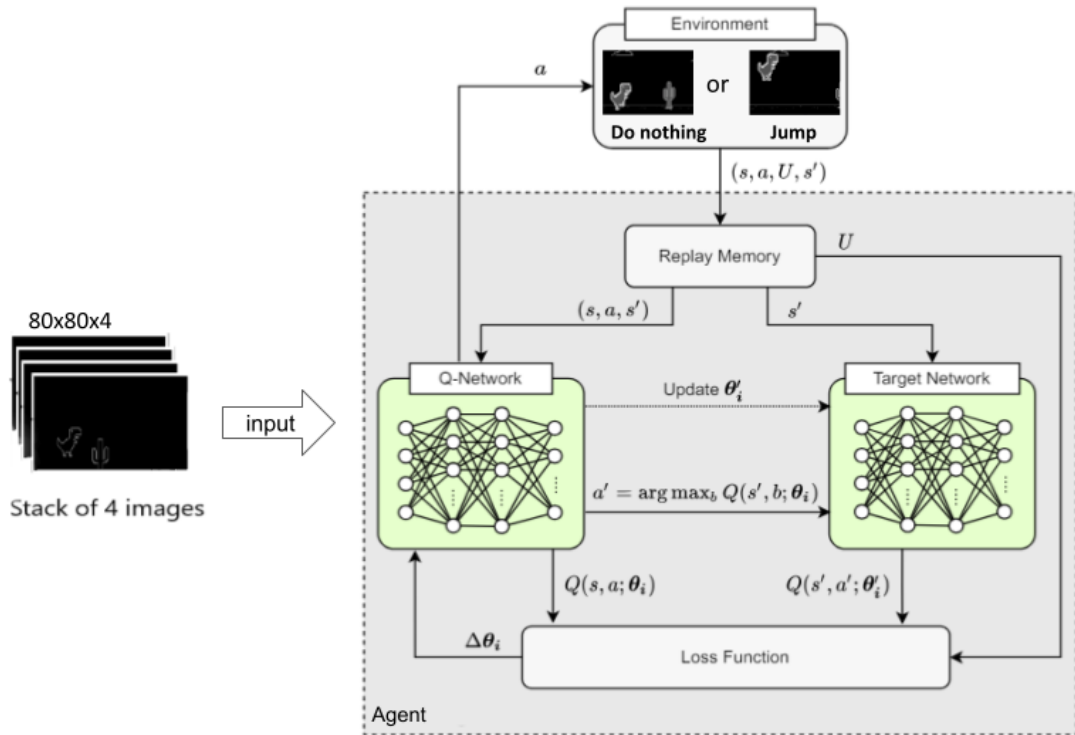 Environment
a
or
Do nothing
Jump
(s, a, U, s′)
Replay Memory
U
(s, a, s′)
s′
80x80x4
Q-Network
Target Network
Update θ′ᵢ
input
a′ = arg maxb Q(s′, b; θᵢ)
Stack of 4 images
Q(s, a; θᵢ)
Q(s′, a′; θ′ᵢ)
Δθᵢ
Loss Function
Agent